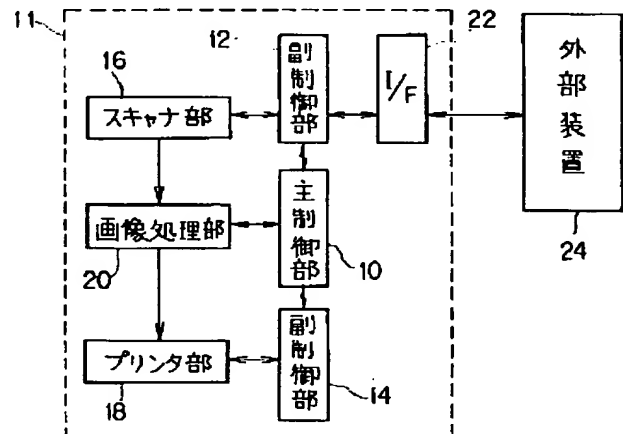 11
12
22
16
副制御部
I/F
外部装置
スキャナ部
主制御部
画像処理部
20
10
24
副制御部
プリンタ部
18
14